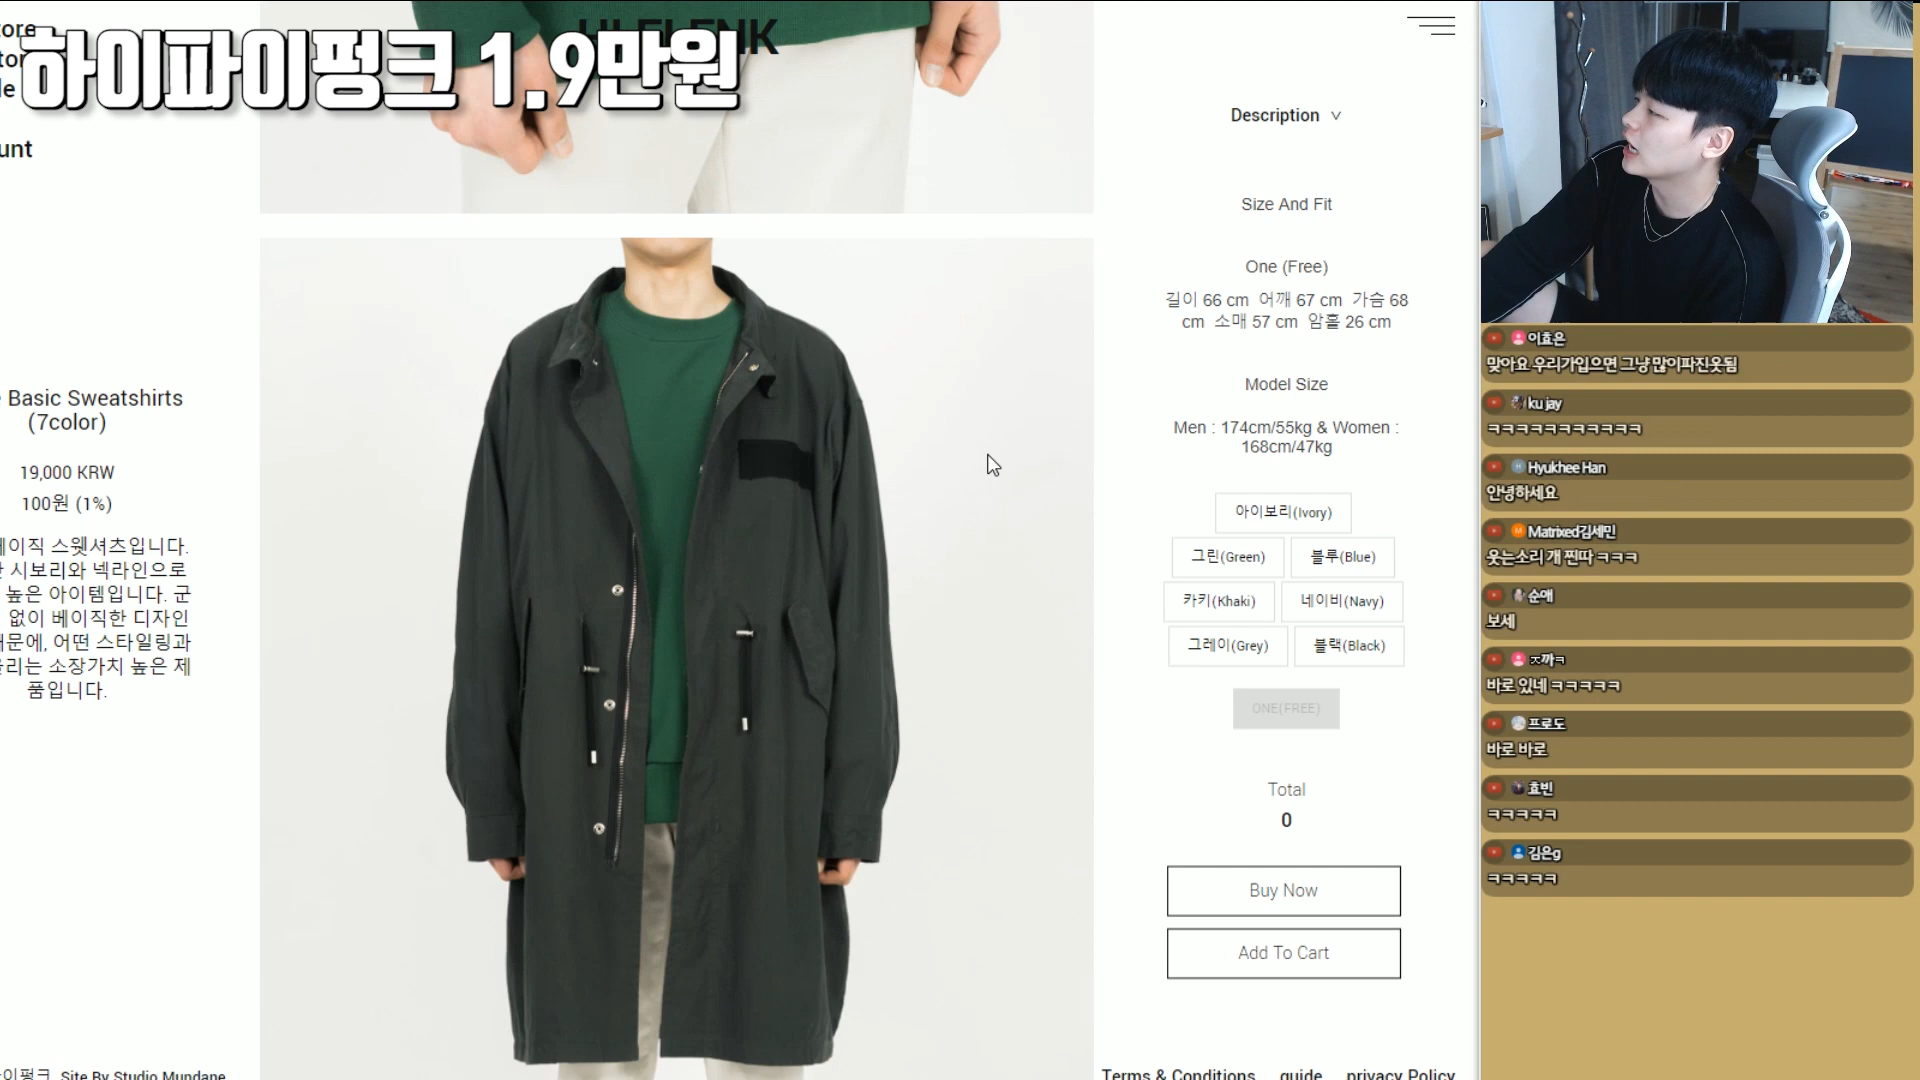 하이파이펑크 1.9만원
tore
tor
le
unt
Basic Sweatshirts
(7color)
19,000 KRW
100원 (1%)
베이직 스웻셔츠입니다.
시보리와 넥라인으로
높은 아이템입니다. 군
없이 베이직한 디자인
때문에, 어떤 스타일링과
울리는 소장가치 높은 제
품입니다.
이펑크 Site By Studio Mundane
Description
Size And Fit
One (Free)
길이 66 cm 어깨 67 cm 가슴 68
cm 소매 57 cm 암홀 26 cm
Model Size
Men : 174cm/55kg & Women :
168cm/47kg
아이보리(Ivory)
그린(Green) 블루(Blue)
카키(Khaki) 네이비(Navy)
그레이(Grey) 블랙(Black)
ONE(FREE)
Total
0
Buy Now
Add To Cart
Terms & Conditions guide privacy Policy
이효은
맞아요 우리가입으면 그냥 많이파진옷됨
ku jay
ㅋㅋㅋㅋㅋㅋㅋㅋㅋㅋㅋ
Hyukhee Han
안녕하세요
Matrixed김세민
웃는소리 개 찐따 ㅋㅋㅋ
순애
보세
ㅈ까ㅋ
바로 있네 ㅋㅋㅋㅋㅋ
프로도
바로 바로
효빈
ㅋㅋㅋㅋㅋ
김은g
ㅋㅋㅋㅋㅋ